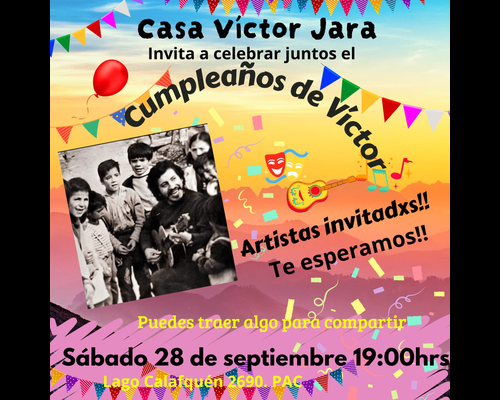 Casa Víctor Jara
Invita a celebrar juntos el
Cumpleaños de Víctor
Artistas invitadxs!!
Te esperamos!!
Puedes traer algo para compartir
Sábado 28 de septiembre 19:00hrs
Lago Calafquén 2690. PAC